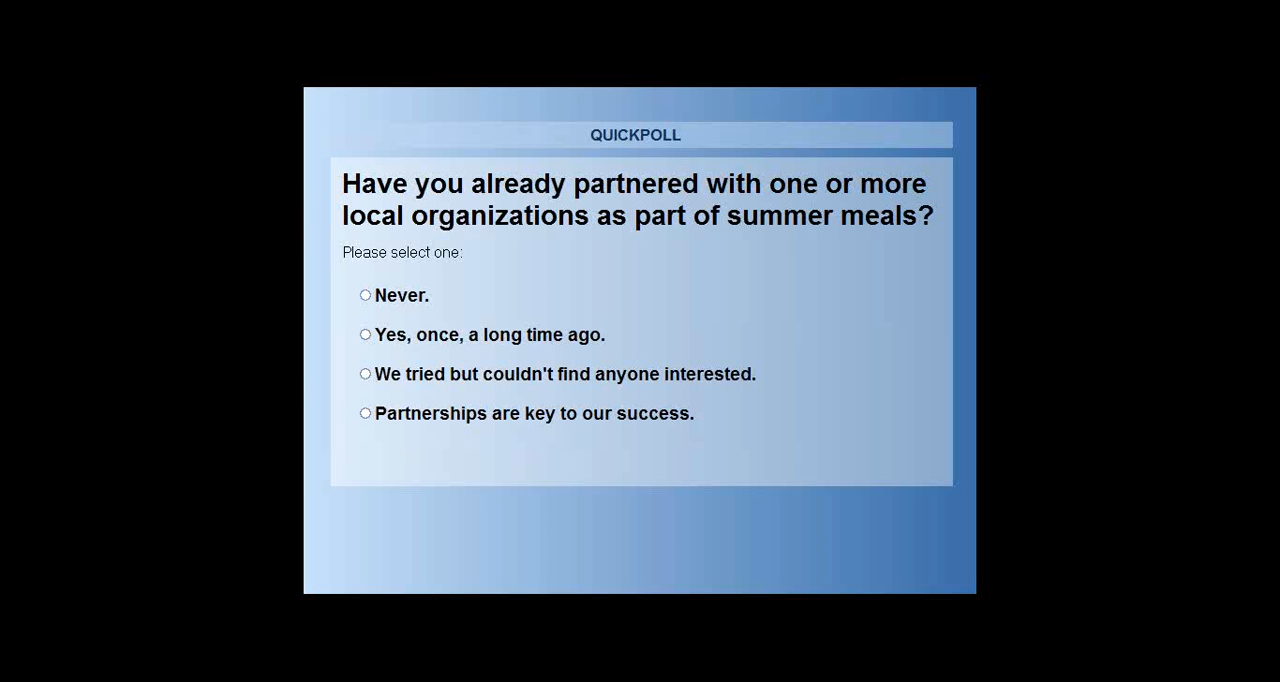 QUICKPOLL
Have you already partnered with one or more
local organizations as part of summer meals?
Please select one:
Never.
Yes, once, a long time ago.
We tried but couldn't find anyone interested.
Partnerships are key to our success.